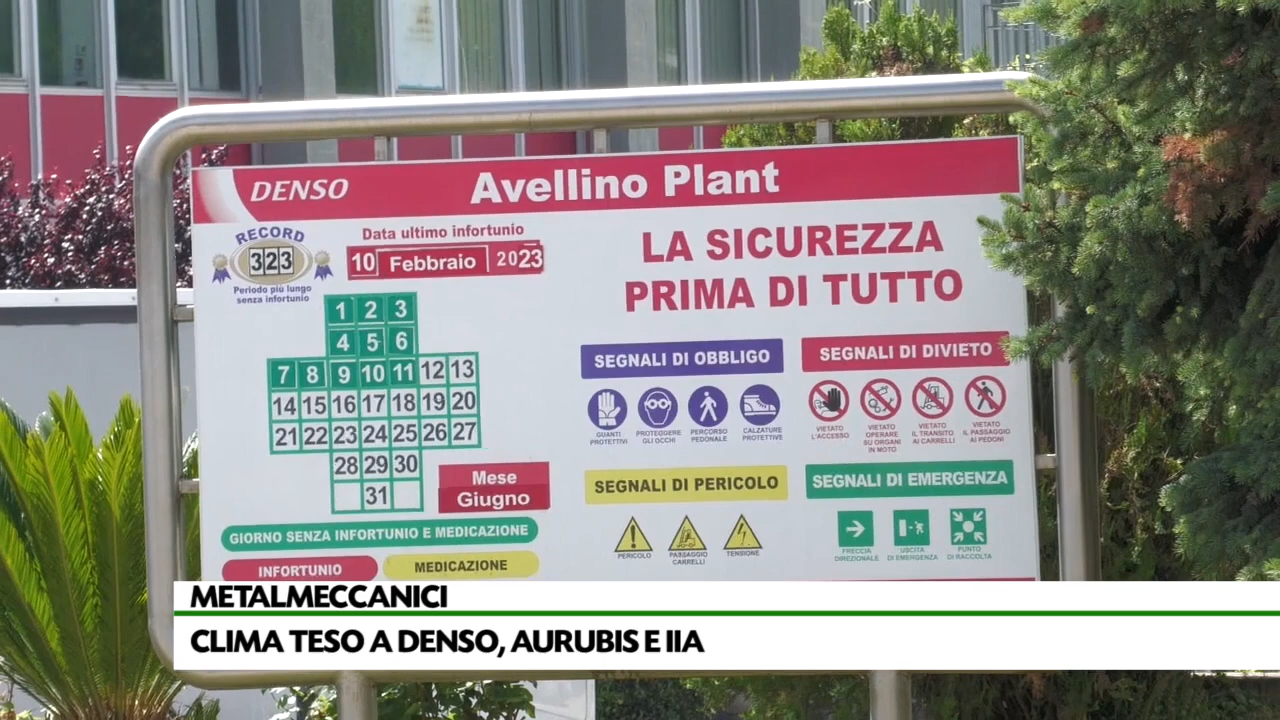 DENSO
Avellino Plant
RECORD
323
Periodo più lungo
senza infortunio
Data ultimo infortunio
10 Febbraio 2023
LA SICUREZZA
PRIMA DI TUTTO
1 2 3
4 5 6
7 8 9 10 11 12 13
14 15 16 17 18 19 20
21 22 23 24 25 26 27
28 29 30
31
Mese
Giugno
GIORNO SENZA INFORTUNIO E MEDICAZIONE
INFORTUNIO
MEDICAZIONE
SEGNALI DI OBBLIGO
GUANTI
PROTETTIVI
PROTEGGERE
GLI OCCHI
PERCORSO
PEDONALE
CALZATURE
PROTETTIVE
SEGNALI DI DIVIETO
VIETATO
L'ACCESSO
VIETATO
OPERARE
SU ORGANI
IN MOTO
VIETATO
IL TRANSITO
AI CARRELLI
VIETATO
IL PASSAGGIO
AI PEDONI
SEGNALI DI PERICOLO
PERICOLO
PASSAGGIO
CARRELLI
TENSIONE
SEGNALI DI EMERGENZA
FRECCIA
DIREZIONALE
USCITA
DI EMERGENZA
PUNTO
DI RACCOLTA
METALMECCANICI
CLIMA TESO A DENSO, AURUBIS E IIA